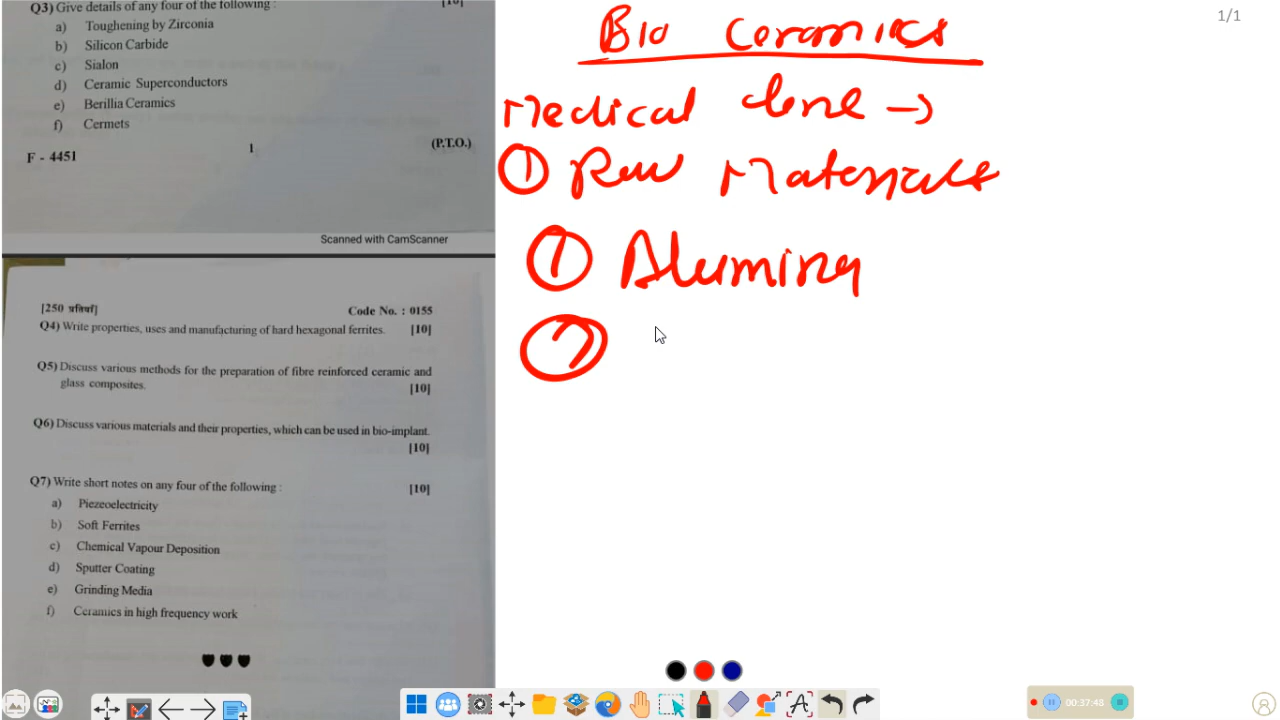 Q3) Give details of any four of the following : [10]
a) Toughening by Zirconia
b) Silicon Carbide
c) Sialon
d) Ceramic Superconductors
e) Berillia Ceramics
f) Cermets
F - 4451 1 (P.T.O.)
Scanned with CamScanner
[250 प्रतियाँ] Code No. : 0155
Q4) Write properties, uses and manufacturing of hard hexagonal ferrites. [10]
Q5) Discuss various methods for the preparation of fibre reinforced ceramic and
glass composites. [10]
Q6) Discuss various materials and their properties, which can be used in bio-implant.
[10]
Q7) Write short notes on any four of the following : [10]
a) Piezeoelectricity
b) Soft Ferrites
c) Chemical Vapour Deposition
d) Sputter Coating
e) Grinding Media
f) Ceramics in high frequency work
1/1
Bio Ceramics
Medical →
① Raw Materials
① Alumina
②
00:37:48